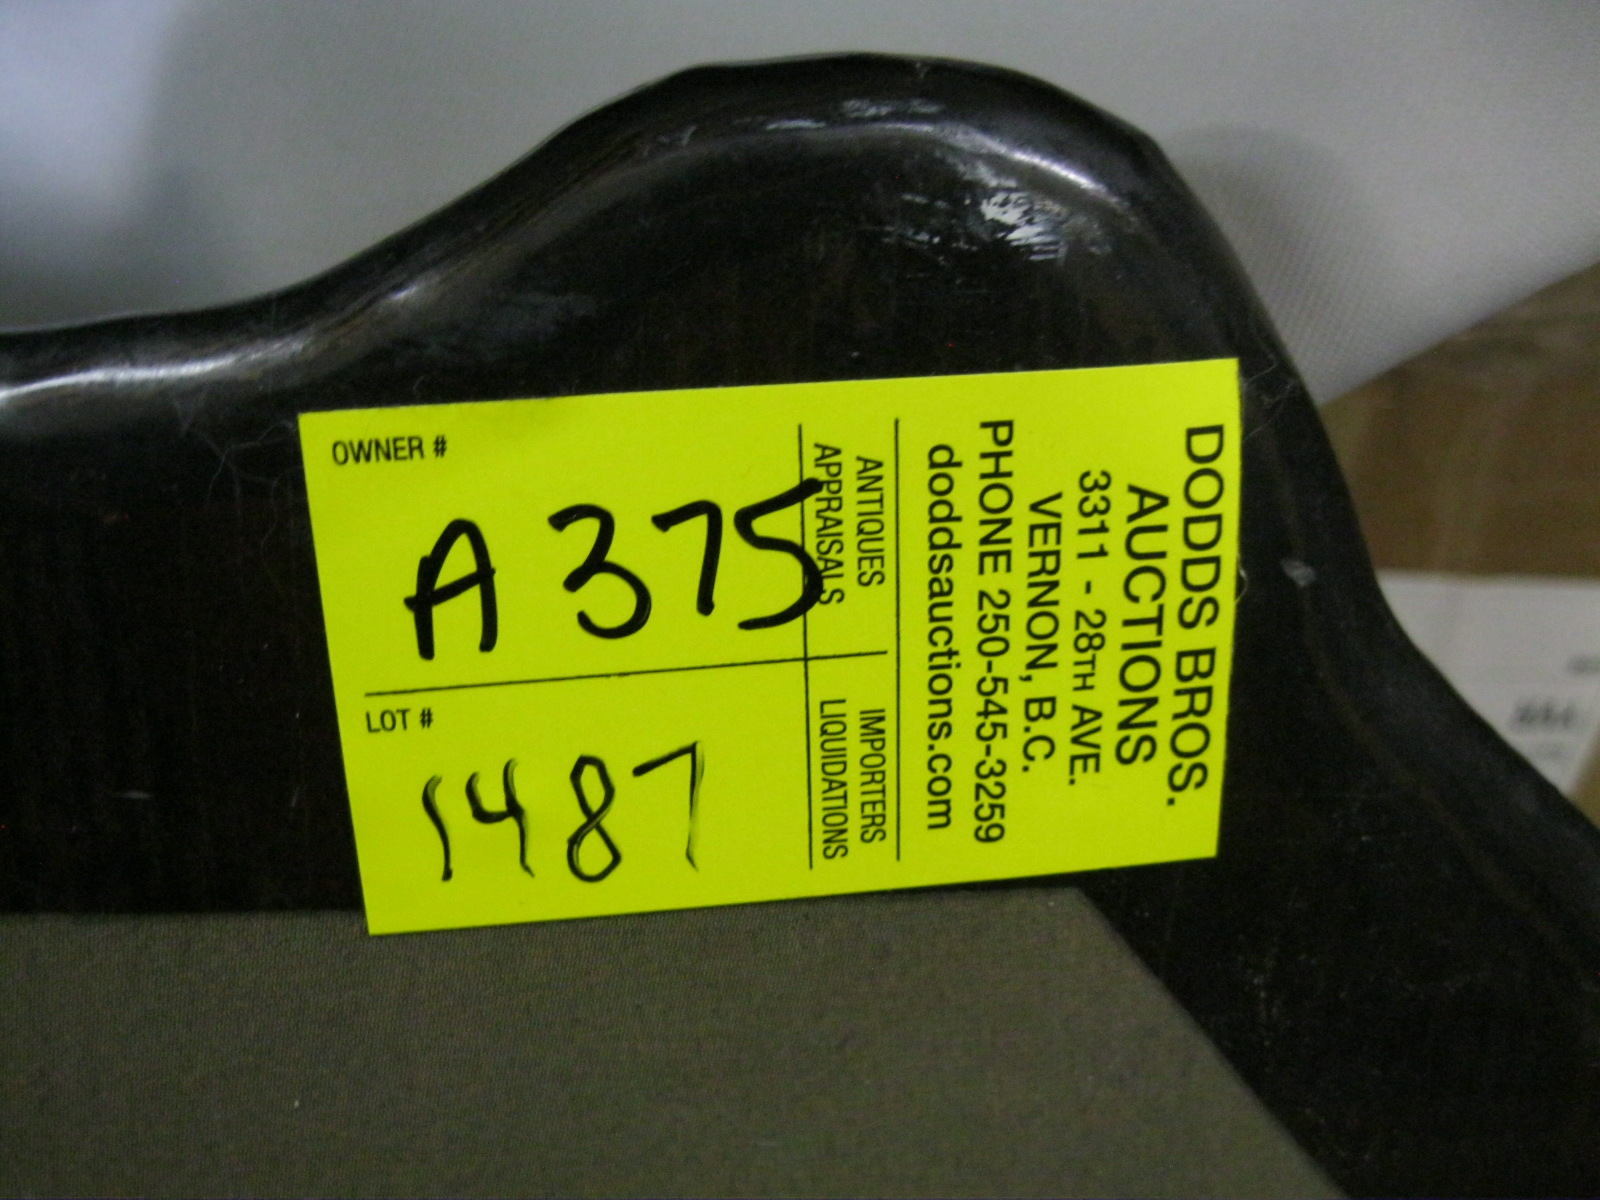 OWNER #
A 375
LOT #
1487
ANTIQUES
APPRAISALS
IMPORTERS
LIQUIDATIONS
DODDS BROS.
AUCTIONS
3311 - 28TH AVE.
VERNON, B.C.
PHONE 250-545-3259
doddsauctions.com